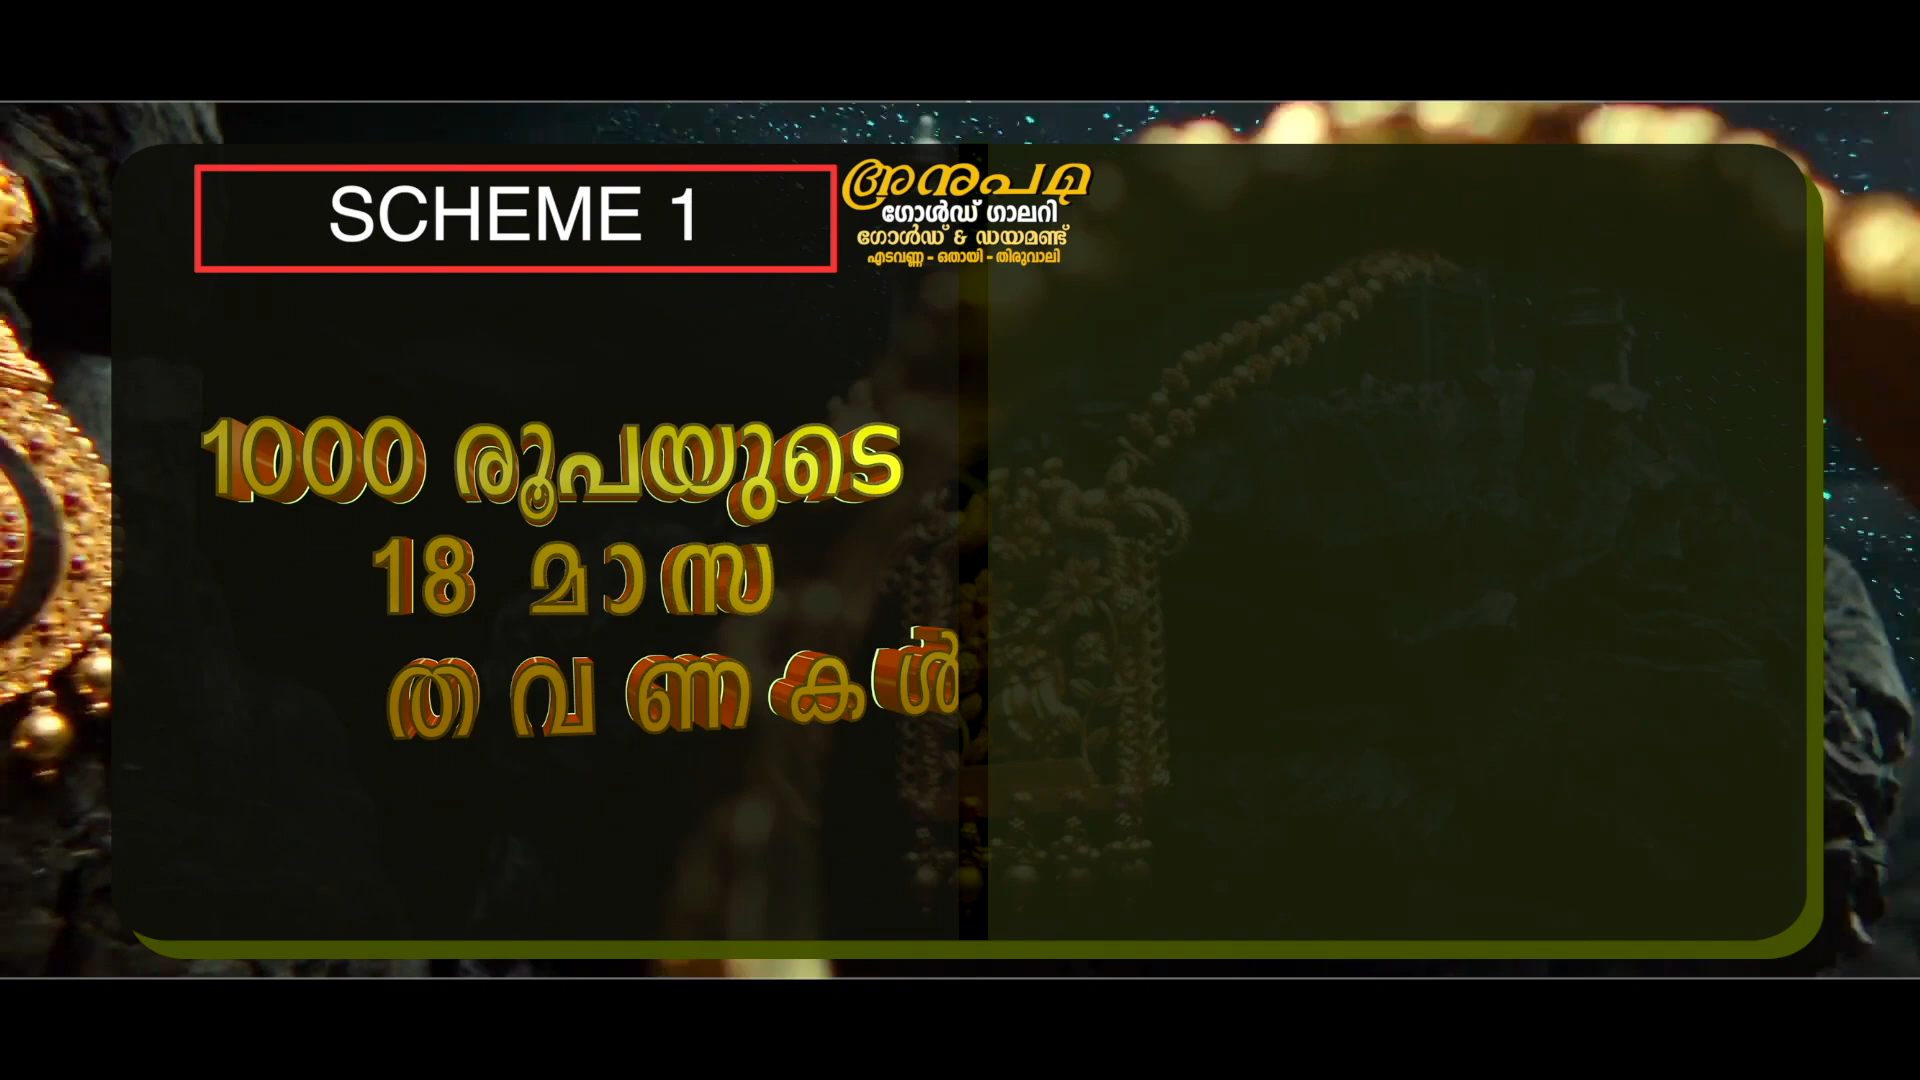 SCHEME 1
അനുപമ
ഗോൾഡ് ഗാലറി
ഗോൾഡ് & ഡയമണ്ട്
എടവണ്ണ - ഒതായി - തിരുവാലി
1000 രൂപയുടെ
18 മാസ
തവണകൾ